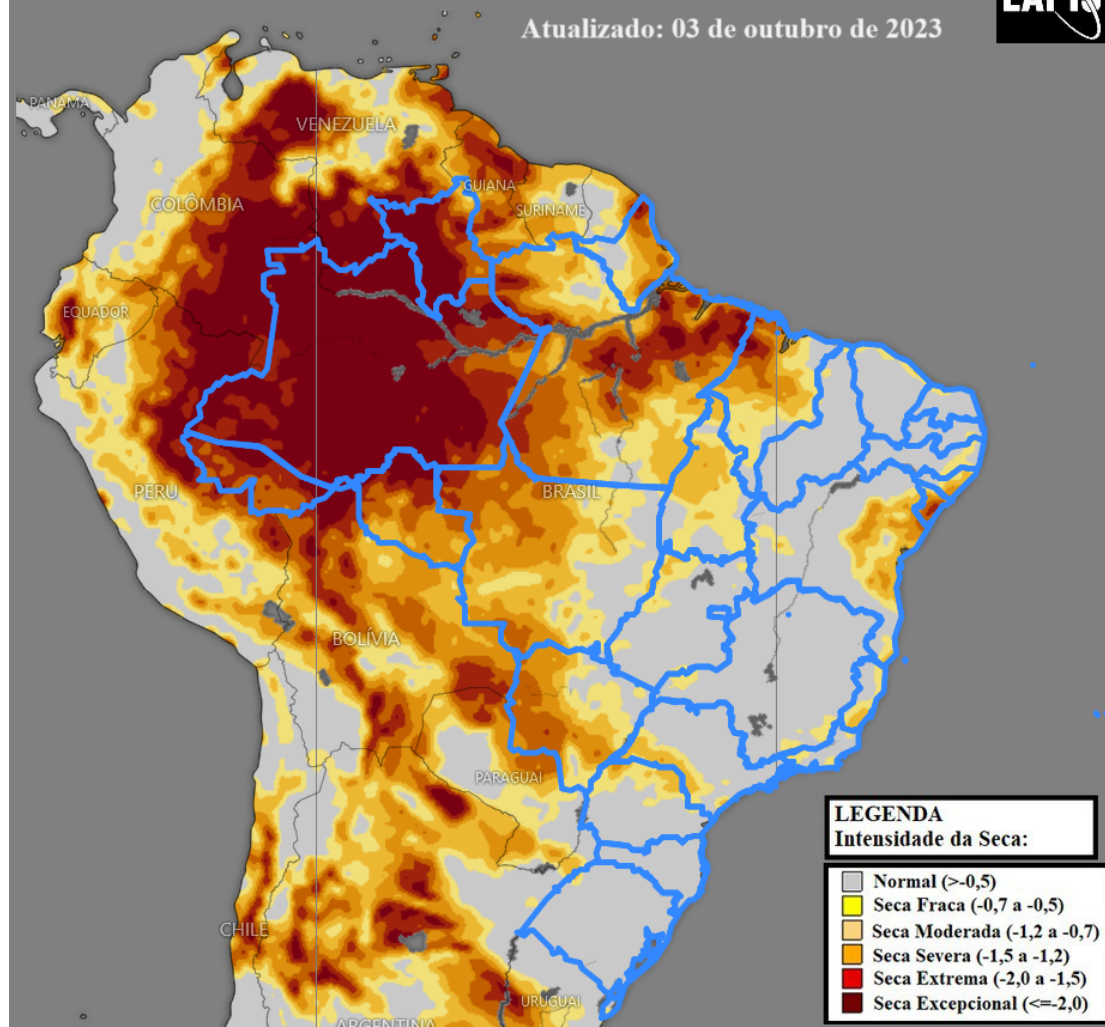 LAPIS
Atualizado: 03 de outubro de 2023
PANAMÁ
VENEZUELA
GUIANA
COLÔMBIA
SURINAME
EQUADOR
PERU
BRASIL
BOLÍVIA
PARAGUAI
CHILE
URUGUAI
ARGENTINA
LEGENDA
Intensidade da Seca:
Normal (>-0,5)
Seca Fraca (-0,7 a -0,5)
Seca Moderada (-1,2 a -0,7)
Seca Severa (-1,5 a -1,2)
Seca Extrema (-2,0 a -1,5)
Seca Excepcional (<=-2,0)